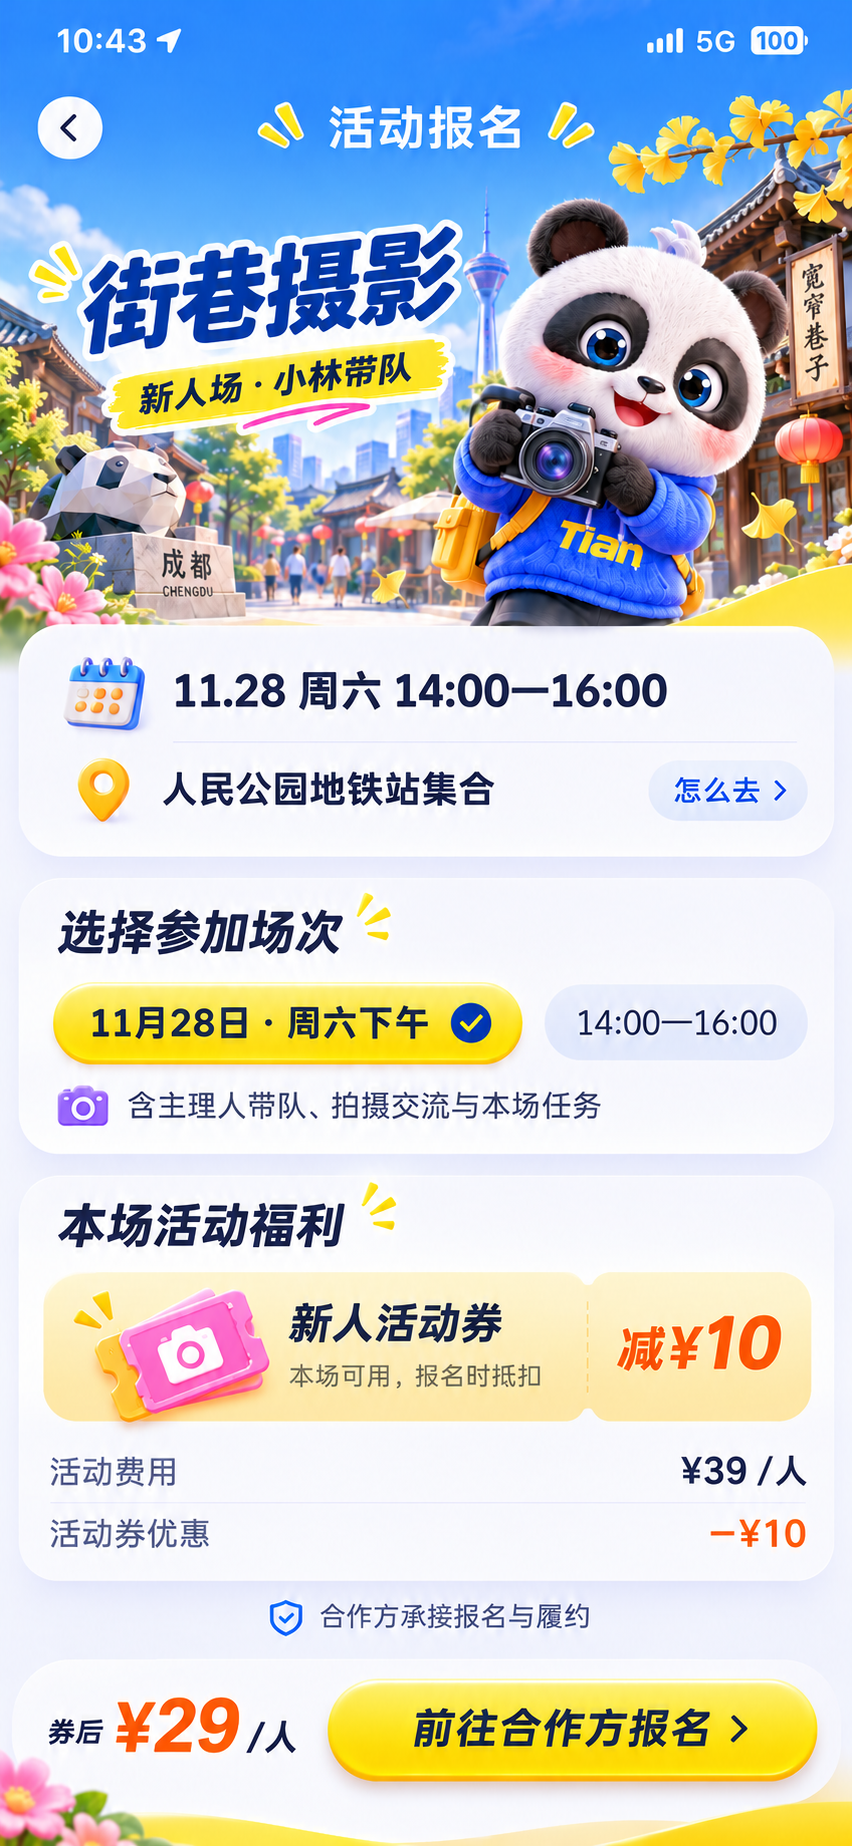 10:43
5G
100
活动报名
街巷摄影
新人场·小林带队
宽窄巷子
Tian
成都
CHENGDU
11.28 周六 14:00—16:00
人民公园地铁站集合
怎么去
选择参加场次
11月28日·周六下午
14:00—16:00
含主理人带队、拍摄交流与本场任务
本场活动福利
新人活动券
本场可用，报名时抵扣
减¥10
活动费用
¥39 /人
活动券优惠
—¥10
合作方承接报名与履约
券后 ¥29 /人
前往合作方报名